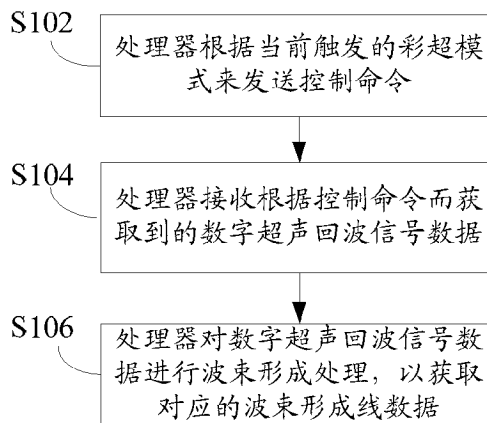 S102
处理器根据当前触发的彩超模
式来发送控制命令
S104
处理器接收根据控制命令而获
取到的数字超声回波信号数据
S106
处理器对数字超声回波信号数
据进行波束形成处理，以获取
对应的波束形成线数据